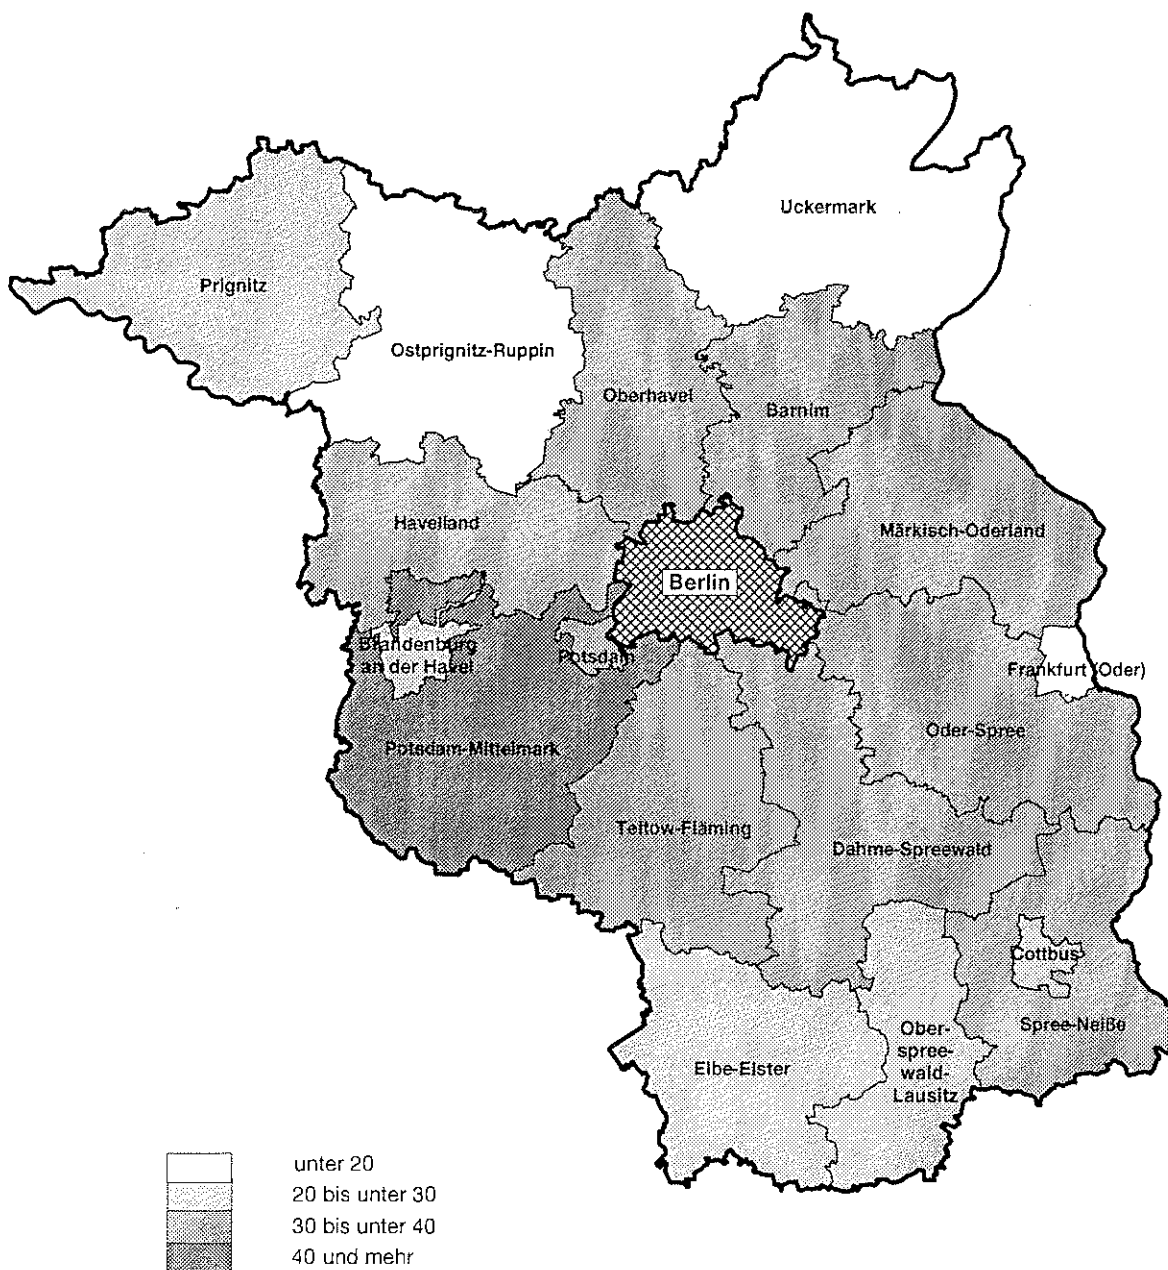 Uckermark
Prignitz
Ostprignitz-Ruppin
Oberhavel
Barnim
Havelland
Märkisch-Oderland
Berlin
Brandenburg
an der Havel
Potsdam
Frankfurt (Oder)
Potsdam-Mittelmark
Oder-Spree
Teltow-Fläming
Dahme-Spreewald
Cottbus
Spree-Neiße
Ober-
spree-
wald-
Lausitz
Elbe-Elster
unter 20
20 bis unter 30
30 bis unter 40
40 und mehr